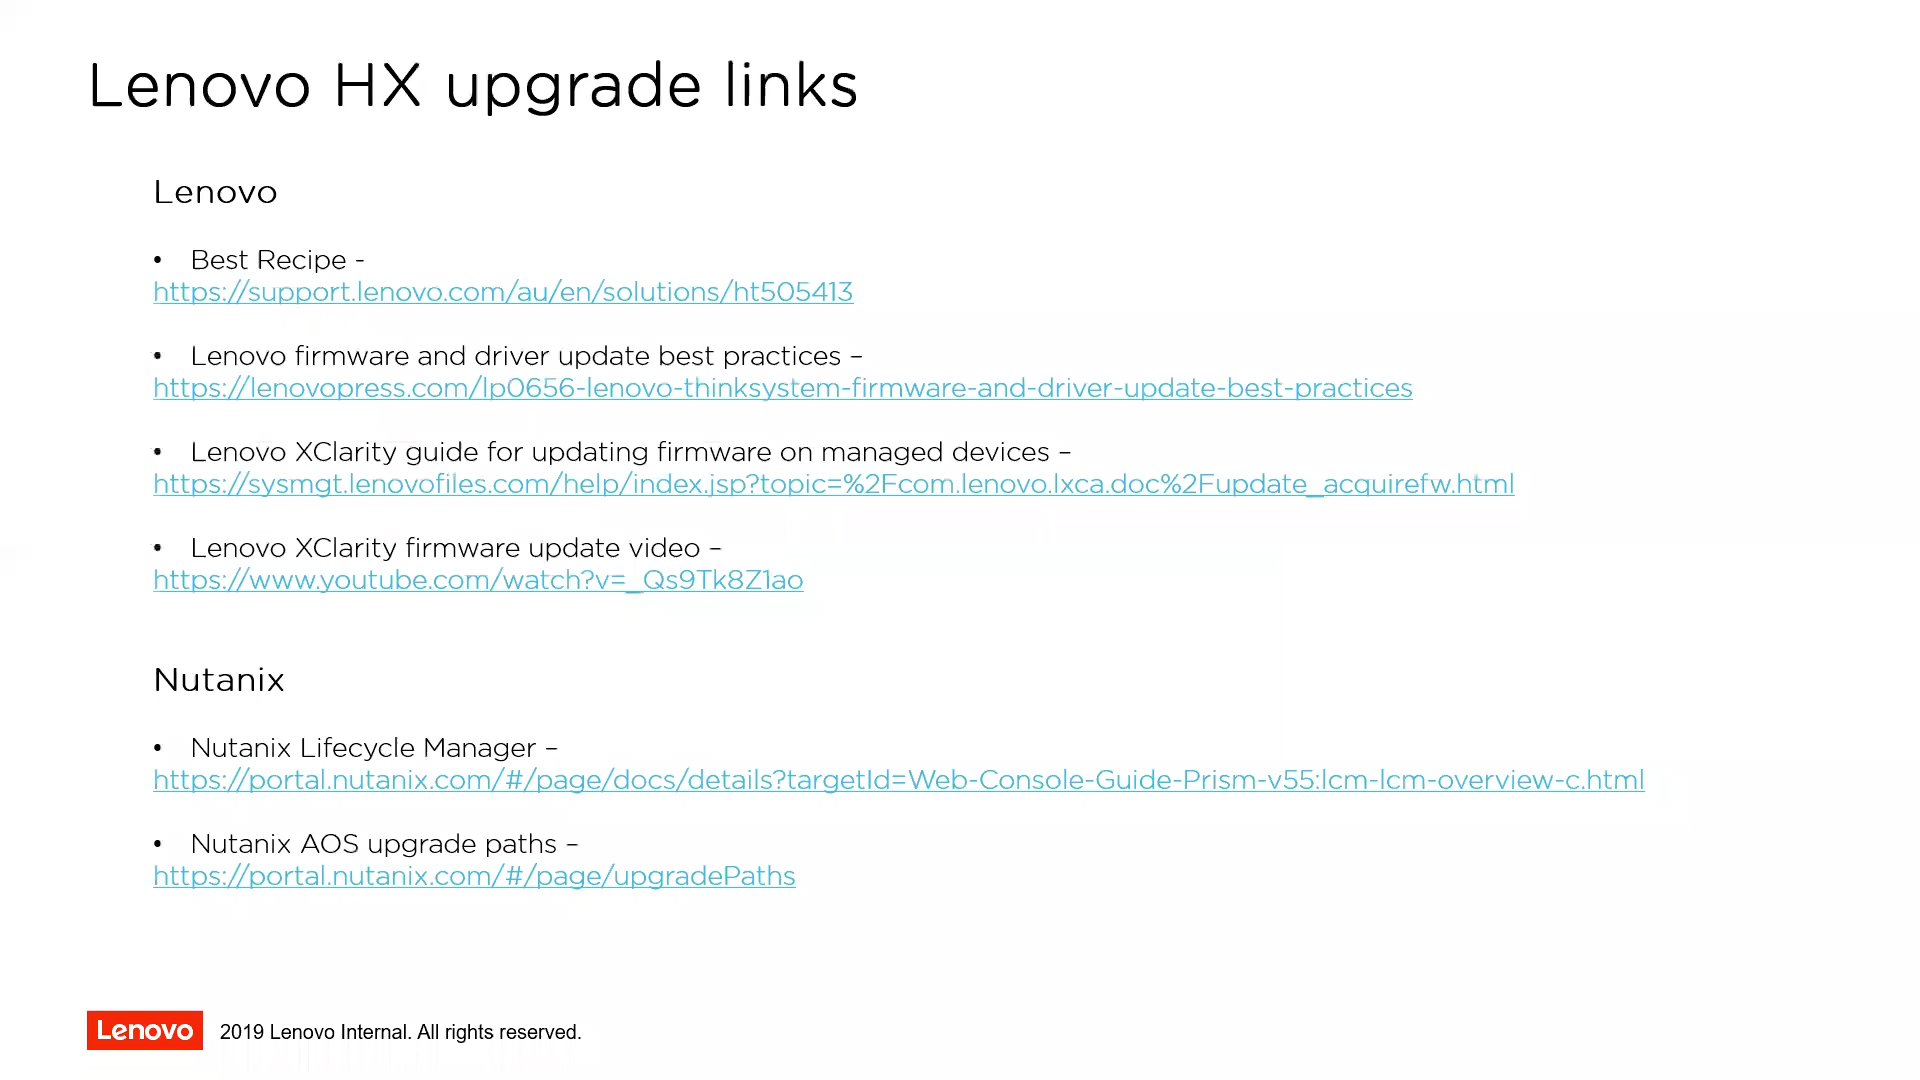 Lenovo HX upgrade links
Lenovo
• Best Recipe -
https://support.lenovo.com/au/en/solutions/ht505413
• Lenovo firmware and driver update best practices –
https://lenovopress.com/lp0656-lenovo-thinksystem-firmware-and-driver-update-best-practices
• Lenovo XClarity guide for updating firmware on managed devices –
https://sysmgt.lenovofiles.com/help/index.jsp?topic=%2Fcom.lenovo.lxca.doc%2Fupdate_acquirefw.html
• Lenovo XClarity firmware update video –
https://www.youtube.com/watch?v=_Qs9Tk8Z1ao
Nutanix
• Nutanix Lifecycle Manager –
https://portal.nutanix.com/#/page/docs/details?targetId=Web-Console-Guide-Prism-v55:lcm-lcm-overview-c.html
• Nutanix AOS upgrade paths –
https://portal.nutanix.com/#/page/upgradePaths
Lenovo 2019 Lenovo Internal. All rights reserved.